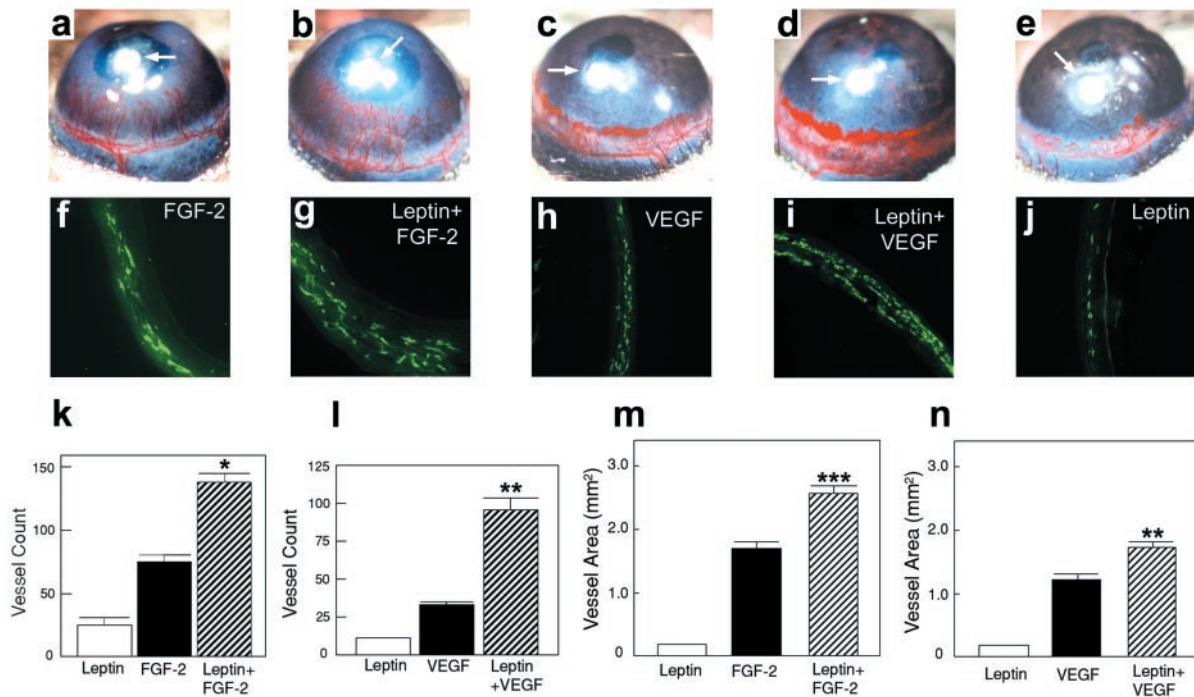 a b c d e
f FGF-2
g Leptin+
FGF-2
h VEGF
i Leptin+
VEGF
j Leptin
k
Vessel Count
150
100
50
0
Leptin FGF-2 Leptin+
FGF-2
*
l
Vessel Count
125
100
75
50
25
0
Leptin VEGF Leptin
+VEGF
**
m
Vessel Area (mm²)
3.0
2.0
1.0
0
Leptin FGF-2 Leptin+
FGF-2
***
n
Vessel Area (mm²)
3.0
2.0
1.0
0
Leptin VEGF Leptin+
VEGF
**